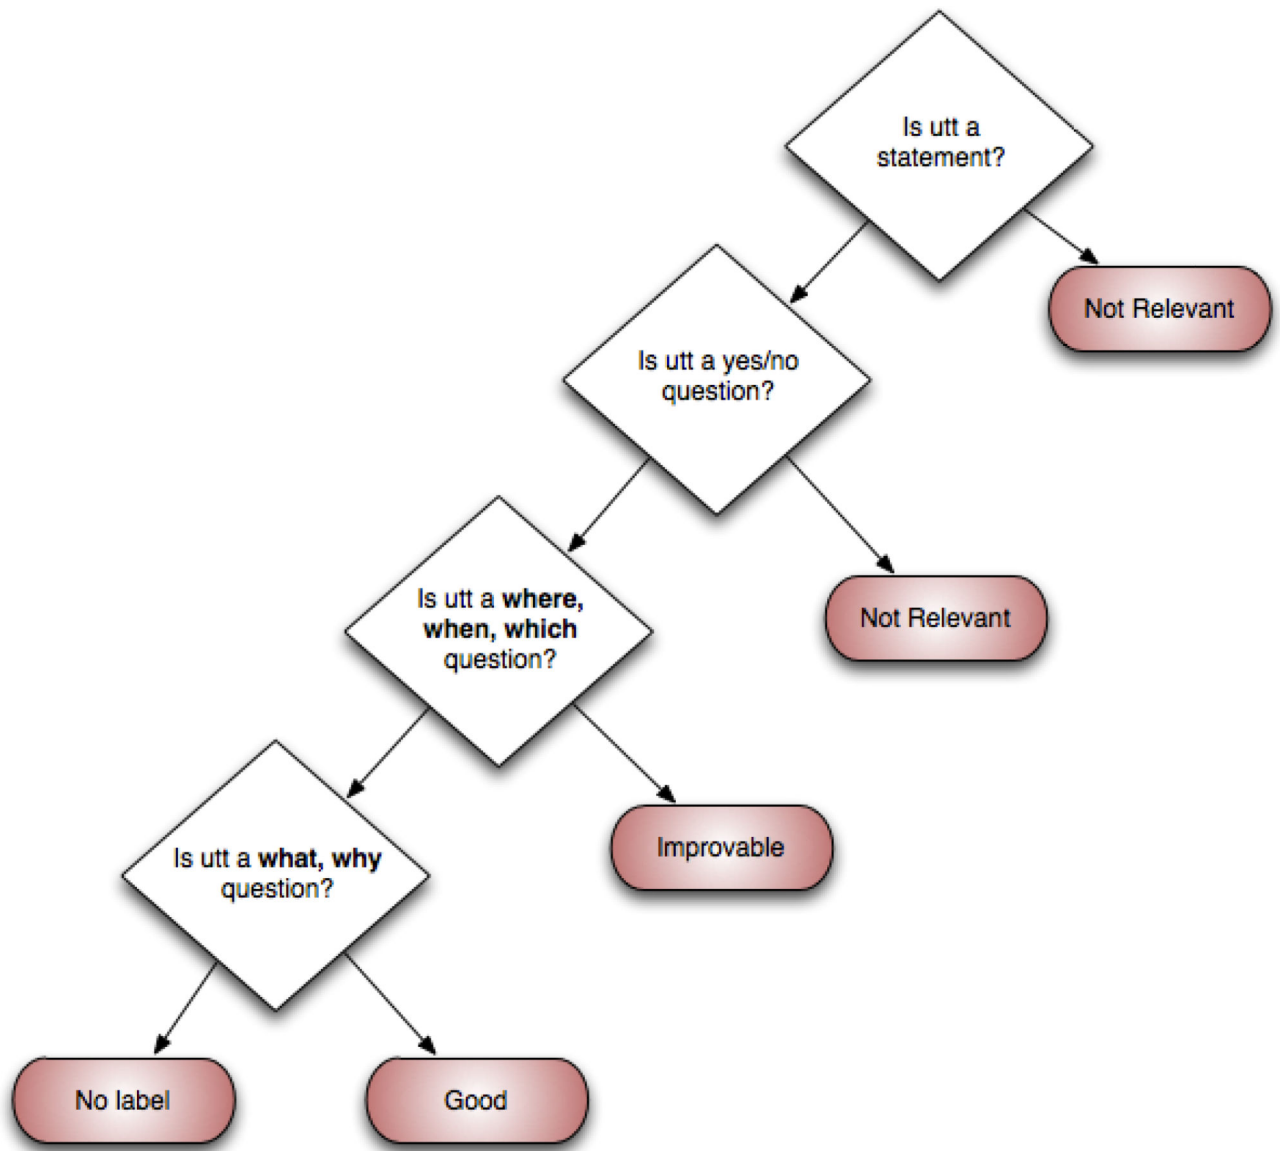 Is utt a
statement?
Not Relevant
Is utt a yes/no
question?
Is utt a where,
when, which
question?
Not Relevant
Improvable
Is utt a what, why
question?
No label
Good